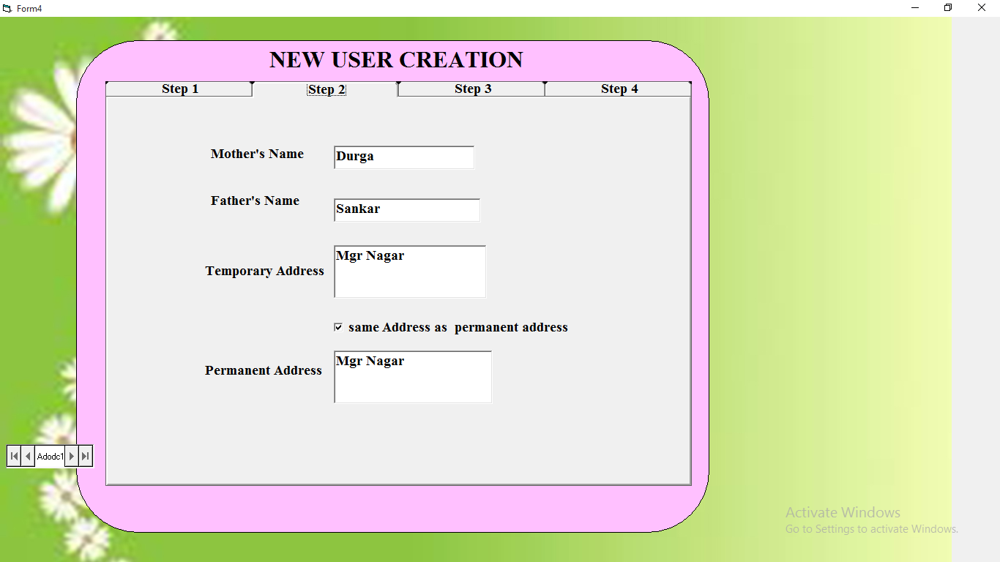 Form4
NEW USER CREATION
Step 1 Step 2 Step 3 Step 4
Mother's Name Durga
Father's Name Sankar
Temporary Address Mgr Nagar
same Address as permanent address
Permanent Address Mgr Nagar
Adodc1
Activate Windows
Go to Settings to activate Windows.